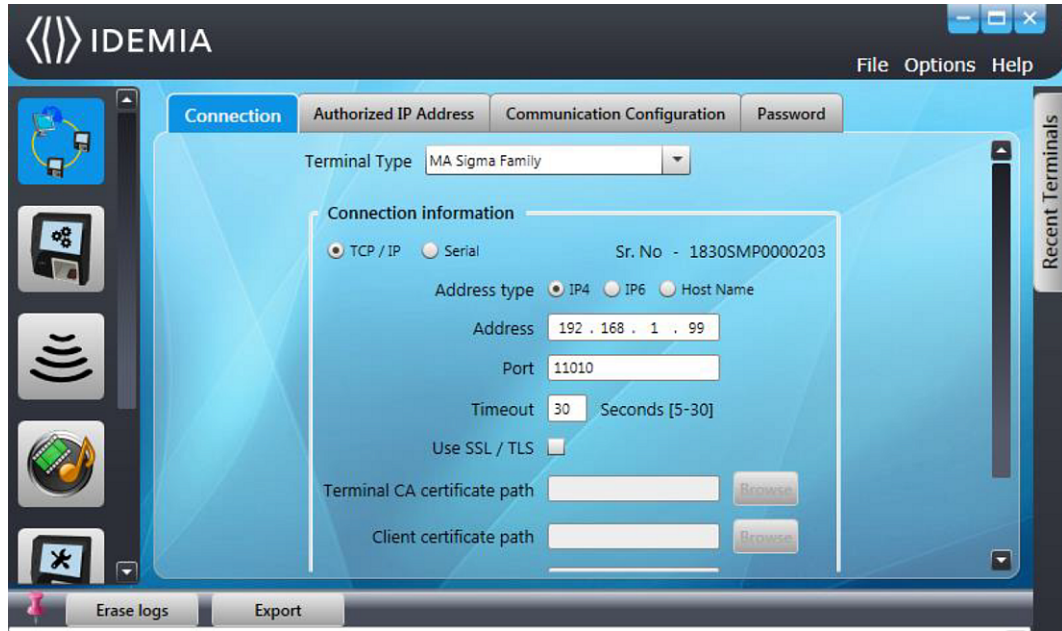 IDEMIA
File Options Help
Connection Authorized IP Address Communication Configuration Password
Recent Terminals
Terminal Type MA Sigma Family
Connection information
TCP / IP Serial Sr. No - 1830SMP0000203
Address type IP4 IP6 Host Name
Address 192 . 168 . 1 . 99
Port 11010
Timeout 30 Seconds [5-30]
Use SSL / TLS
Terminal CA certificate path Browse
Client certificate path Browse
Erase logs Export